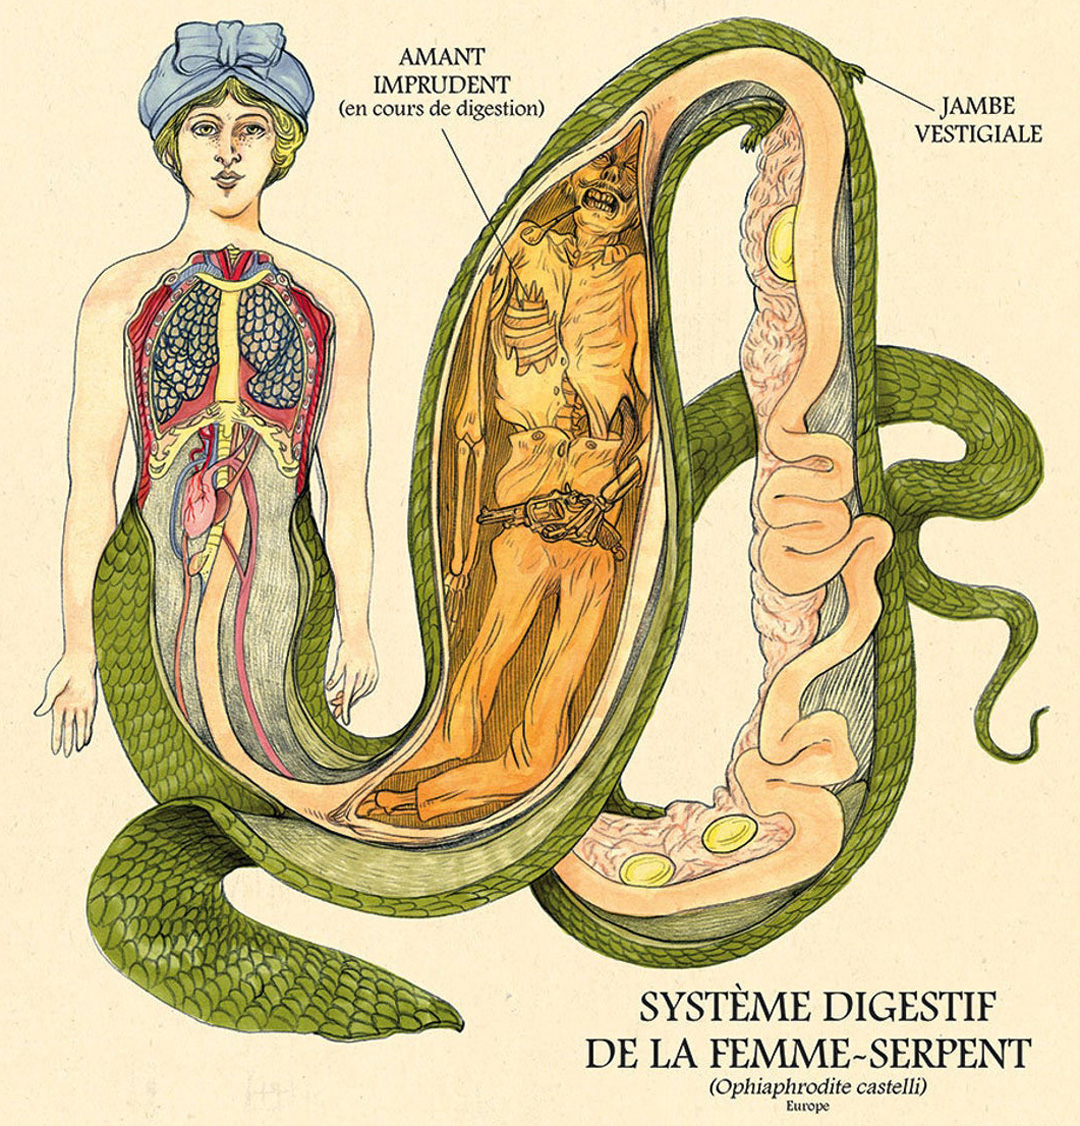 AMANT
IMPRUDENT
(en cours de digestion)
JAMBE
VESTIGIALE
SYSTÈME DIGESTIF
DE LA FEMME-SERPENT
(Ophiaphrodite castelli)
Europe